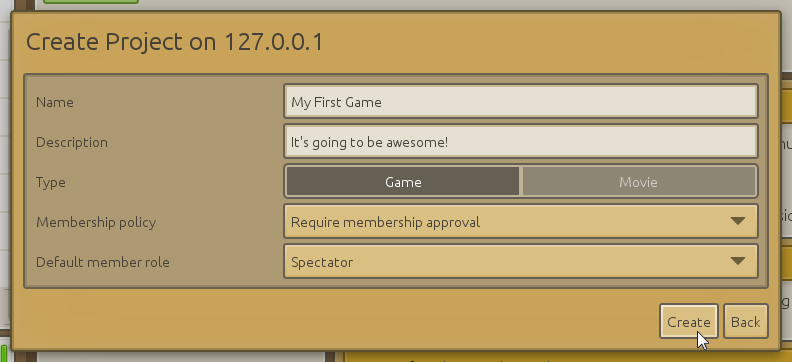 Create Project on 127.0.0.1
Name My First Game
Description It's going to be awesome!
Type Game Movie
Membership policy Require membership approval
Default member role Spectator
Create Back